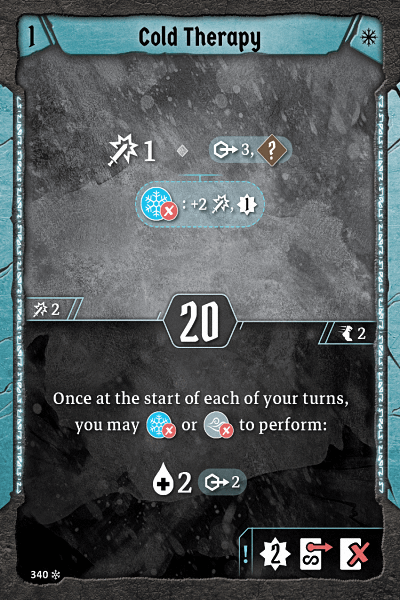 1
Cold Therapy
1 3, ?
: +2 , 1
2
20
2
Once at the start of each of your turns,
you may or to perform:
2 2
! 2
340